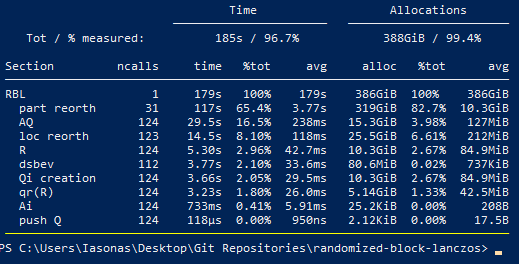 Time Allocations
Tot / % measured: 185s / 96.7% 388GiB / 99.4%
Section ncalls time %tot avg alloc %tot avg
RBL 1 179s 100% 179s 386GiB 100% 386GiB
part reorth 31 117s 65.4% 3.77s 319GiB 82.7% 10.3GiB
AQ 124 29.5s 16.5% 238ms 15.3GiB 3.98% 127MiB
loc reorth 123 14.5s 8.10% 118ms 25.5GiB 6.61% 212MiB
R 124 5.30s 2.96% 42.7ms 10.3GiB 2.67% 84.9MiB
dsbev 112 3.77s 2.10% 33.6ms 80.6MiB 0.02% 737KiB
Qi creation 124 3.66s 2.05% 29.5ms 10.3GiB 2.67% 84.9MiB
qr(R) 124 3.23s 1.80% 26.0ms 5.14GiB 1.33% 42.5MiB
Ai 124 733ms 0.41% 5.91ms 25.2KiB 0.00% 208B
push Q 124 118μs 0.00% 950ns 2.12KiB 0.00% 17.5B
PS C:\Users\Iasonas\Desktop\Git Repositories\randomized-block-lanczos>